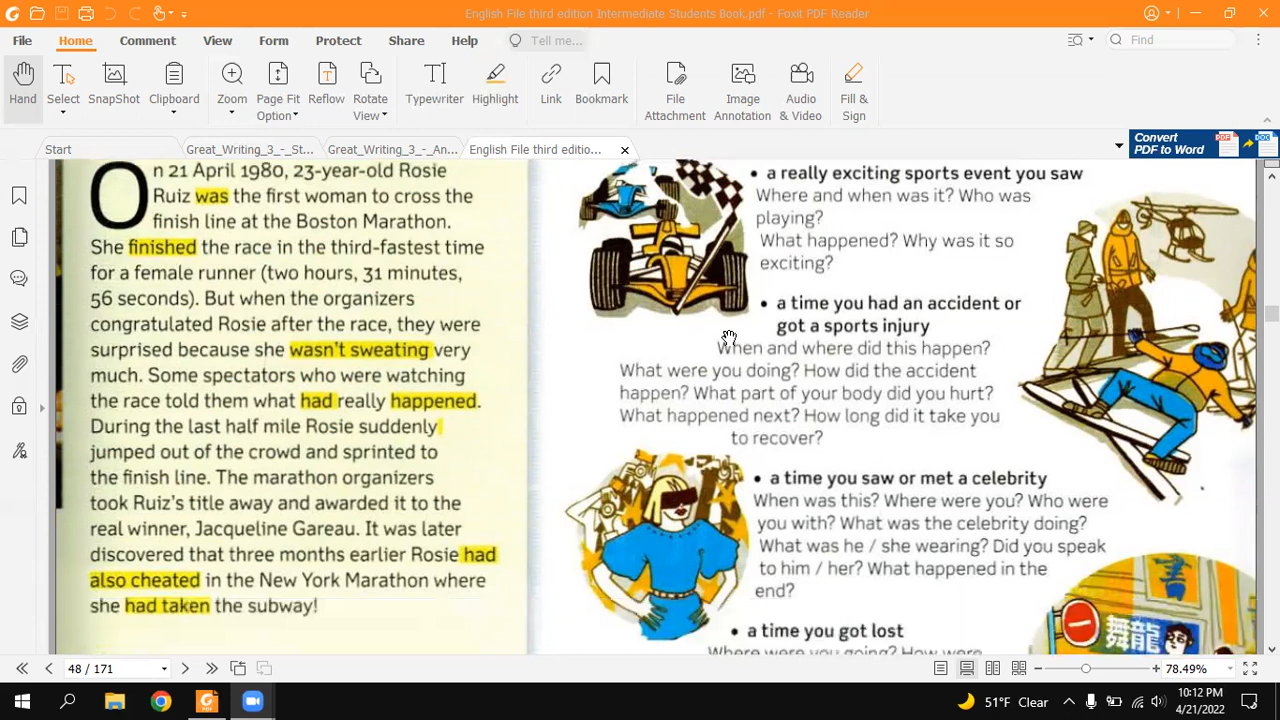 English File third edition Intermediate Students Book.pdf - Foxit PDF Reader
File Home Comment View Form Protect Share Help Tell me... Find
Hand Select SnapShot Clipboard Zoom Page Fit Option Reflow Rotate View Typewriter Highlight Link Bookmark File Attachment Image Annotation Audio & Video Fill & Sign
Start Great_Writing_3_-_St... Great_Writing_3_-_An... English File third editio... Convert PDF to Word
On 21 April 1980, 23-year-old Rosie
Ruiz was the first woman to cross the
finish line at the Boston Marathon.
She finished the race in the third-fastest time
for a female runner (two hours, 31 minutes,
56 seconds). But when the organizers
congratulated Rosie after the race, they were
surprised because she wasn't sweating very
much. Some spectators who were watching
the race told them what had really happened.
During the last half mile Rosie suddenly
jumped out of the crowd and sprinted to
the finish line. The marathon organizers
took Ruiz's title away and awarded it to the
real winner, Jacqueline Gareau. It was later
discovered that three months earlier Rosie had
also cheated in the New York Marathon where
she had taken the subway!
• a really exciting sports event you saw
Where and when was it? Who was
playing?
What happened? Why was it so
exciting?
• a time you had an accident or
got a sports injury
When and where did this happen?
What were you doing? How did the accident
happen? What part of your body did you hurt?
What happened next? How long did it take you
to recover?
• a time you saw or met a celebrity
When was this? Where were you? Who were
you with? What was the celebrity doing?
What was he / she wearing? Did you speak
to him / her? What happened in the
end?
• a time you got lost
Where were you going? How were
書
舞龍
48 / 171
78.49%
51°F Clear
10:12 PM
4/21/2022